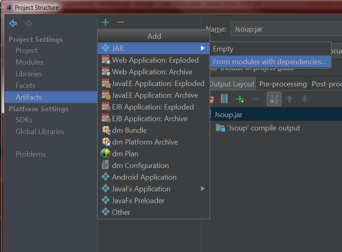 Project Structure
Project Settings
Project
Modules
Libraries
Facets
Artifacts
Platform Settings
SDKs
Global Libraries
Problems
Add
JAR
Web Application: Exploded
Web Application: Archive
JavaEE Application: Exploded
JavaEE Application: Archive
EJB Application: Exploded
EJB Application: Archive
dm Bundle
dm Platform Archive
dm Plan
dm Configuration
Android Application
JavaFx Application
JavaFx Preloader
Other
Empty
From modules with dependencies...
Name: Jsoup:jar
Output Layout Pre-processing Post-proc
Jsoup.jar
'Jsoup' compile output